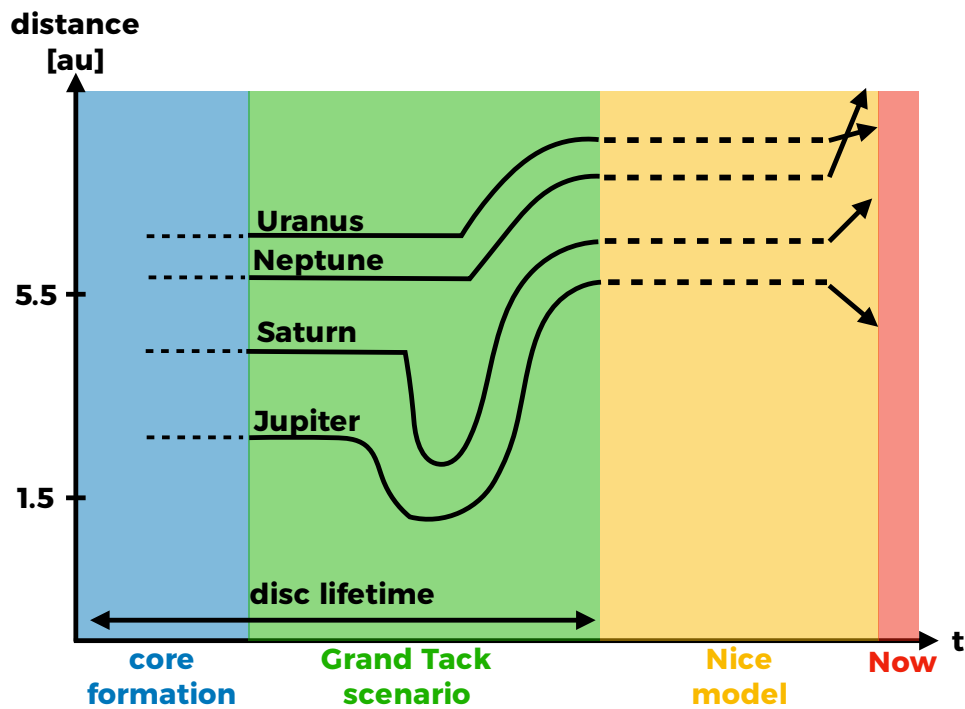 distance
[au]
Uranus
Neptune
5.5
Saturn
Jupiter
1.5
disc lifetime
t
core
formation
Grand Tack
scenario
Nice
model
Now